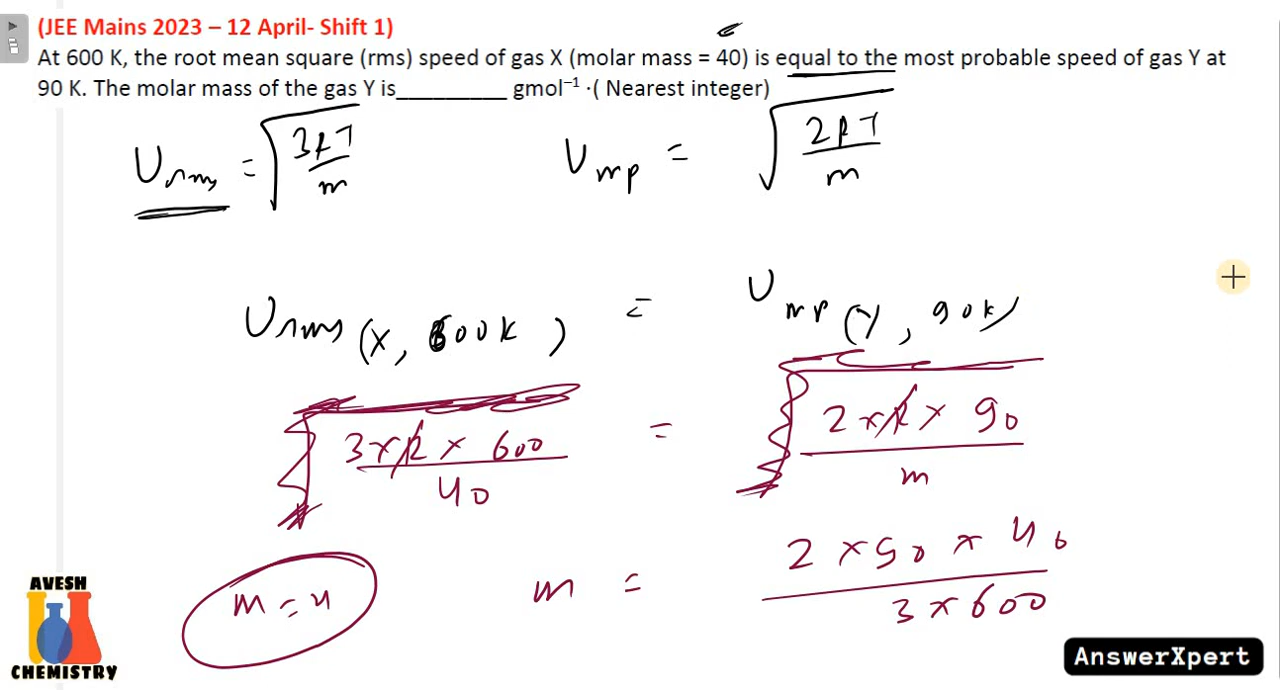 (JEE Mains 2023 – 12 April- Shift 1)
At 600 K, the root mean square (rms) speed of gas X (molar mass = 40) is equal to the most probable speed of gas Y at
90 K. The molar mass of the gas Y is__________ gmol⁻¹ ·( Nearest integer)
Urms = √(3RT/m) Ump = √(2RT/m)
Urms (X, 600K) = Ump (Y, 90K)
√(3×R×600/40) = √(2×R×90/m)
m = 4 m = 2×90×40/3×600
AVESH
CHEMISTRY
AnswerXpert